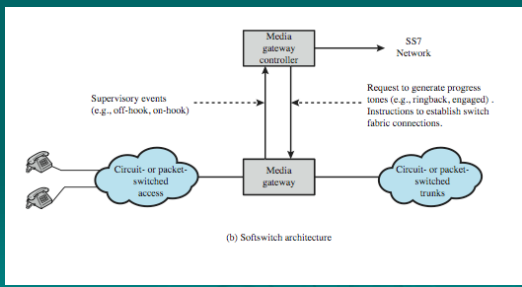 Media
gateway
controller
SS7
Network
Supervisory events
(e.g., off-hook, on-hook)
Request to generate progress
tones (e.g., ringback, engaged) .
Instructions to establish switch
fabric connections.
Circuit- or packet-
switched
access
Media
gateway
Circuit- or packet-
switched
trunks
(b) Softswitch architecture